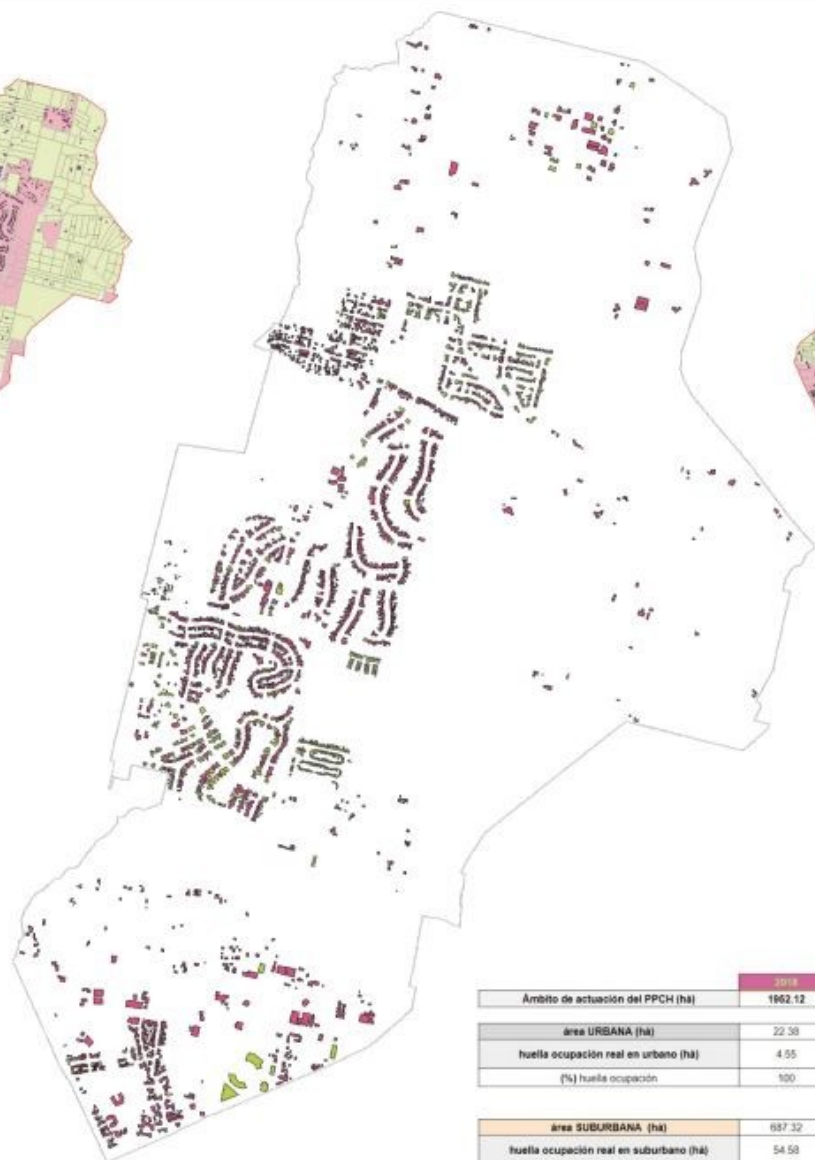 2018
Ámbito de actuación del PPCH (há) 1962.12
área URBANA (há) 22.38
huella ocupación real en urbano (há) 4.55
(%) huella ocupación 100
área SUBURBANA (há) 687.32
huella ocupación real en suburbano (há) 54.58